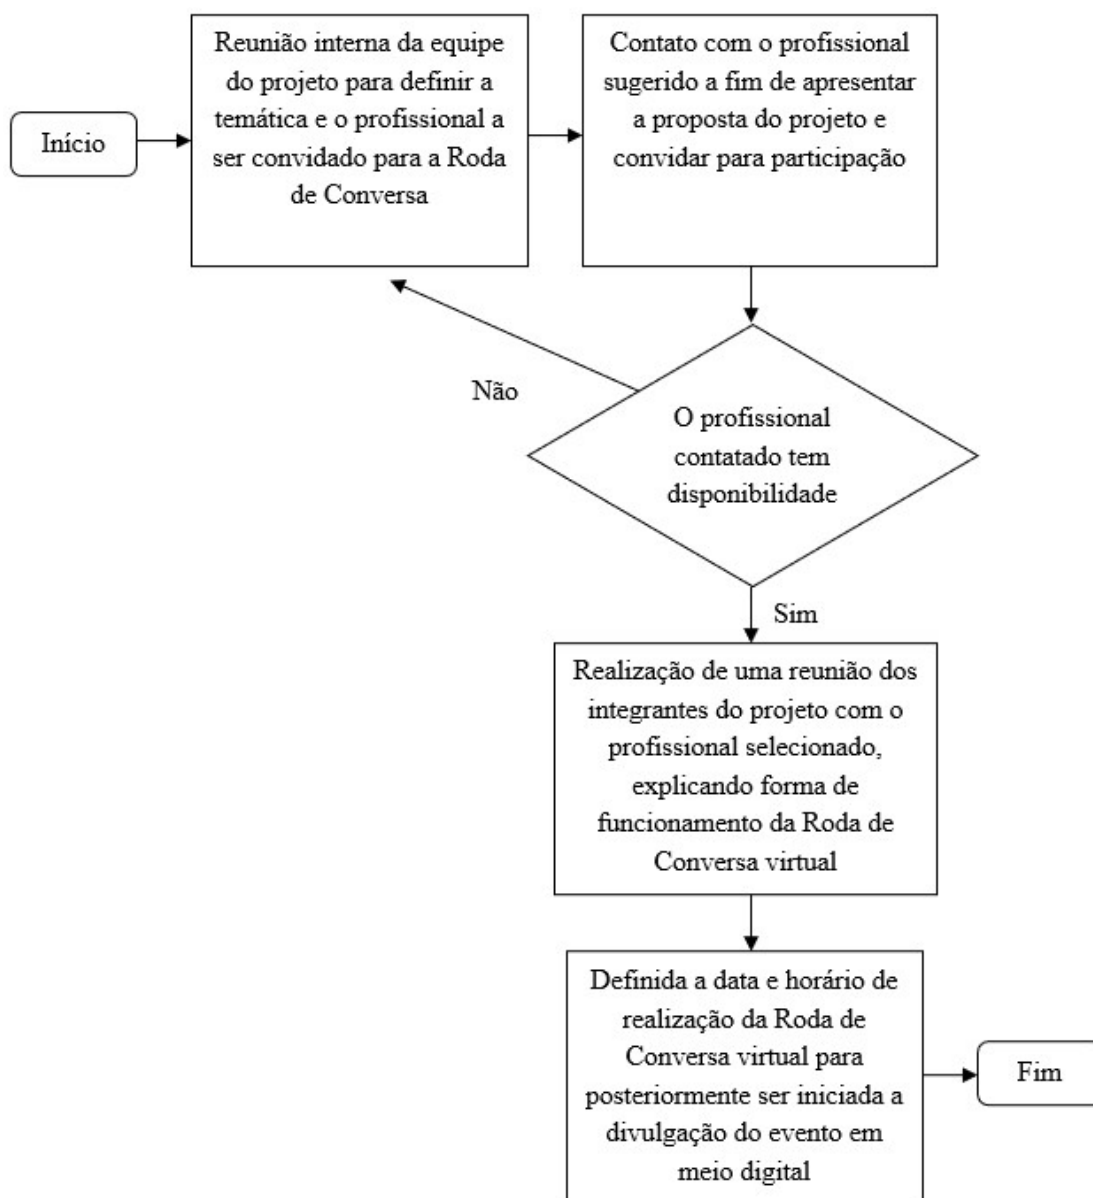 Início
Reunião interna da equipe
do projeto para definir a
temática e o profissional a
ser convidado para a Roda
de Conversa
Contato com o profissional
sugerido a fim de apresentar
a proposta do projeto e
convidar para participação
Não
O profissional
contatado tem
disponibilidade
Sim
Realização de uma reunião dos
integrantes do projeto com o
profissional selecionado,
explicando forma de
funcionamento da Roda de
Conversa virtual
Definida a data e horário de
realização da Roda de
Conversa virtual para
posteriormente ser iniciada a
divulgação do evento em
meio digital
Fim